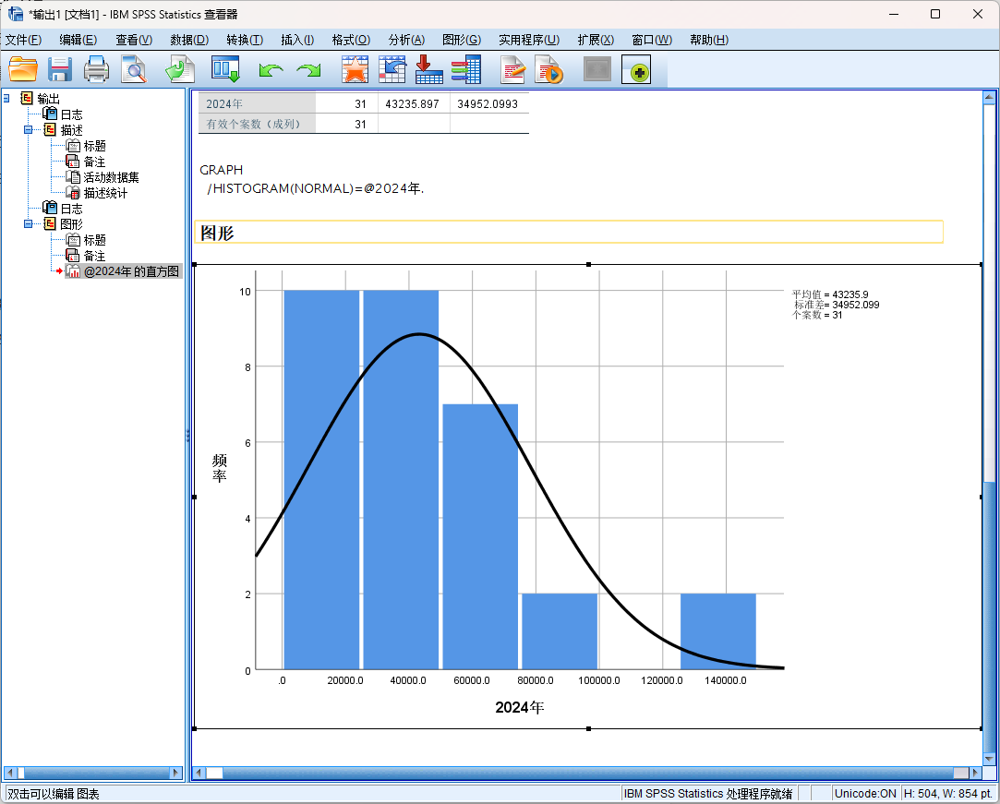 *输出1 [文档1] - IBM SPSS Statistics 查看器
文件(F) 编辑(E) 查看(V) 数据(D) 转换(T) 插入(I) 格式(O) 分析(A) 图形(G) 实用程序(U) 扩展(X) 窗口(W) 帮助(H)
输出
日志
描述
标题
备注
活动数据集
描述统计
日志
图形
标题
备注
@2024年 的直方图
2024年 31 43235.897 34952.0993
有效个案数（成列） 31
GRAPH
/HISTOGRAM(NORMAL)=@2024年.
图形
平均值 = 43235.9
标准差= 34952.099
个案数 = 31
10
8
6
4
2
0
频率
.0 20000.0 40000.0 60000.0 80000.0 100000.0 120000.0 140000.0
2024年
双击可以编辑 图表 IBM SPSS Statistics 处理程序就绪 Unicode:ON H: 504, W: 854 pt.